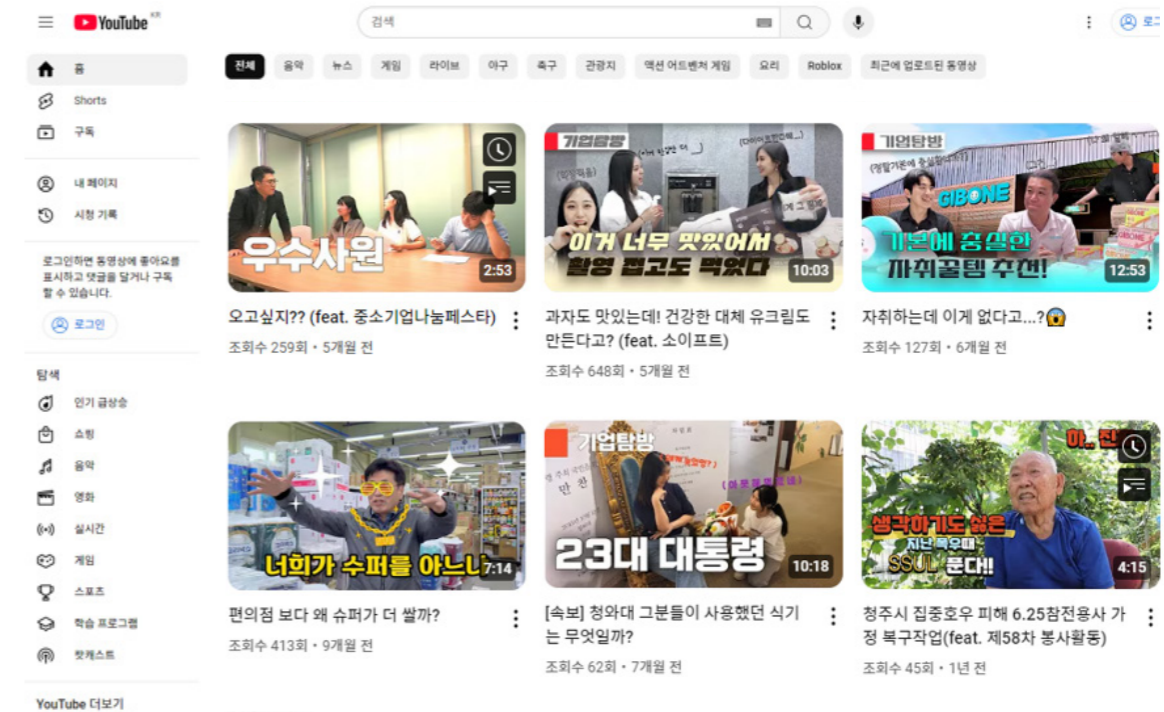 YouTube KR
검색
전체
음악
뉴스
게임
라이브
야구
축구
관광지
액션 어드벤처 게임
요리
Roblox
최근에 업로드된 동영상
홈
Shorts
구독
내 페이지
시청 기록
로그인하면 동영상에 좋아요를
표시하고 댓글을 달거나 구독
할 수 있습니다.
로그인
탐색
인기 급상승
쇼핑
음악
영화
실시간
게임
스포츠
학습 프로그램
팟캐스트
YouTube 더보기
우수사원
2:53
오고싶지?? (feat. 중소기업나눔페스타)
조회수 259회 • 5개월 전
기업탐방
이거 너무 맛있어서
촬영 접고도 먹었다
10:03
과자도 맛있는데! 건강한 대체 유크림도
만든다고? (feat. 소이프트)
조회수 648회 • 5개월 전
기업탐방
GIBONE
기본에 충실한
자취꿀템 추천!
12:53
자취하는데 이게 없다고...?😱
조회수 127회 • 6개월 전
너희가 수퍼를 아느냐
7:14
편의점 보다 왜 슈퍼가 더 쌀까?
조회수 413회 • 9개월 전
기업탐방
23대 대통령
10:18
[속보] 청와대 그분들이 사용했던 식기
는 무엇일까?
조회수 62회 • 7개월 전
하.. 진
생각하기도 싫은
지난 폭우때
SSUL 푼다!!
4:15
청주시 집중호우 피해 6.25참전용사 가
정 복구작업(feat. 제58차 봉사활동)
조회수 45회 • 1년 전